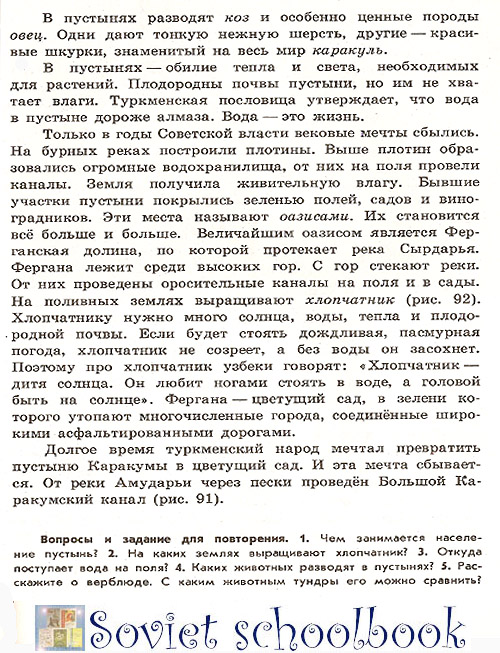 В пустынях разводят коз и особенно ценные породы
овец. Одни дают тонкую нежную шерсть, другие — краси-
вые шкурки, знаменитый на весь мир каракуль.
В пустынях — обилие тепла и света, необходимых
для растений. Плодородны почвы пустыни, но им не хва-
тает влаги. Туркменская пословица утверждает, что вода
в пустыне дороже алмаза. Вода — это жизнь.
Только в годы Советской власти вековые мечты сбылись.
На бурных реках построили плотины. Выше плотин обра-
зовались огромные водохранилища, от них на поля провели
каналы. Земля получила живительную влагу. Бывшие
участки пустыни покрылись зеленью полей, садов и вино-
градников. Эти места называют оазисами. Их становится
всё больше и больше. Величайшим оазисом является Фер-
ганская долина, по которой протекает река Сырдарья.
Фергана лежит среди высоких гор. С гор стекают реки.
От них проведены оросительные каналы на поля и в сады.
На поливных землях выращивают хлопчатник (рис. 92).
Хлопчатнику нужно много солнца, воды, тепла и плодо-
родной почвы. Если будет стоять дождливая, пасмурная
погода, хлопчатник не созреет, а без воды он засохнет.
Поэтому про хлопчатник узбеки говорят: «Хлопчатник —
дитя солнца. Он любит ногами стоять в воде, а головой
быть на солнце». Фергана — цветущий сад, в зелени ко-
торого утопают многочисленные города, соединённые широ-
кими асфальтированными дорогами.
Долгое время туркменский народ мечтал превратить
пустыню Каракумы в цветущий сад. И эта мечта сбывает-
ся. От реки Амударьи через пески проведён Большой Ка-
ракумский канал (рис. 91).
Вопросы и задание для повторения. 1. Чем занимается населе-
ние пустынь? 2. На каких землях выращивают хлопчатник? 3. Откуда
поступает вода на поля? 4. Каких животных разводят в пустынях? 5. Рас-
скажите о верблюде. С каким животным тундры его можно сравнить?
Soviet schoolbook